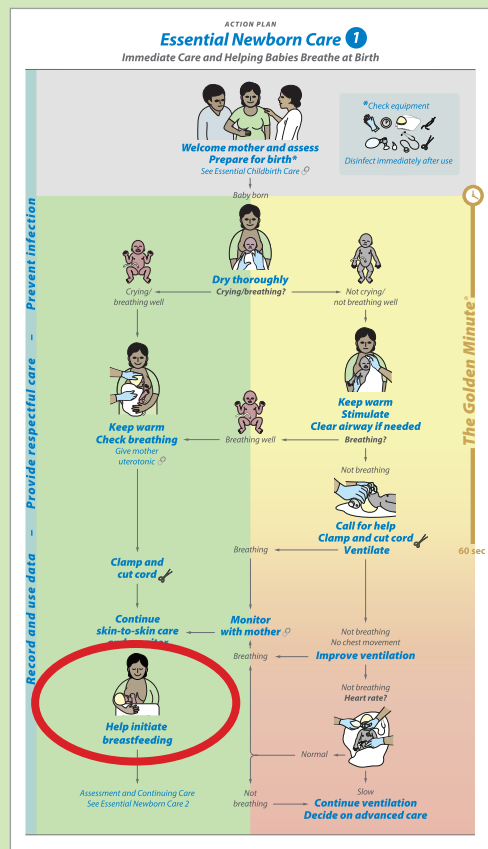 ACTION PLAN
Essential Newborn Care 1
Immediate Care and Helping Babies Breathe at Birth
*Check equipment
Disinfect immediately after use
Welcome mother and assess
Prepare for birth*
See Essential Childbirth Care
Baby born
Prevent infection – Provide respectful care – Record and use data
The Golden Minute®
60 sec
Dry thoroughly
Crying/breathing?
Crying/
breathing well
Not crying/
not breathing well
Keep warm
Check breathing
Give mother
uterotonic
Breathing well
Keep warm
Stimulate
Clear airway if needed
Breathing?
Not breathing
Call for help
Clamp and cut cord
Ventilate
Breathing
Clamp and
cut cord
Continue
skin-to-skin care
Monitor
with mother
Not breathing
No chest movement
Breathing
Improve ventilation
Not breathing
Heart rate?
Help initiate
breastfeeding
Normal
Assessment and Continuing Care
See Essential Newborn Care 2
Not
breathing
Slow
Continue ventilation
Decide on advanced care